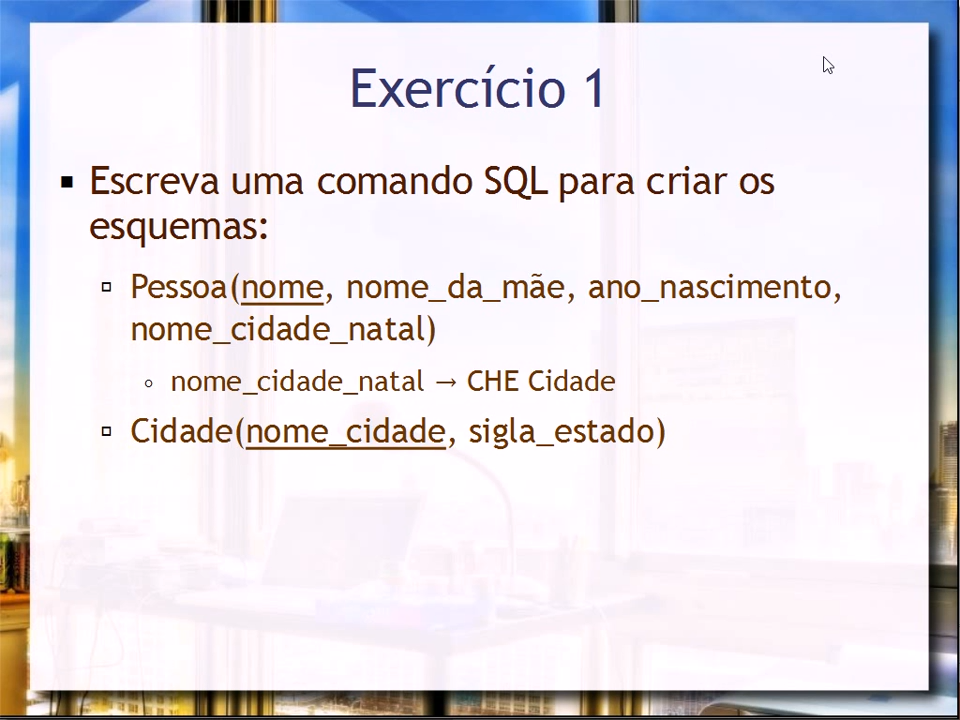 Exercício 1
Escreva uma comando SQL para criar os
esquemas:
Pessoa(nome, nome_da_mãe, ano_nascimento,
nome_cidade_natal)
nome_cidade_natal → CHE Cidade
Cidade(nome_cidade, sigla_estado)